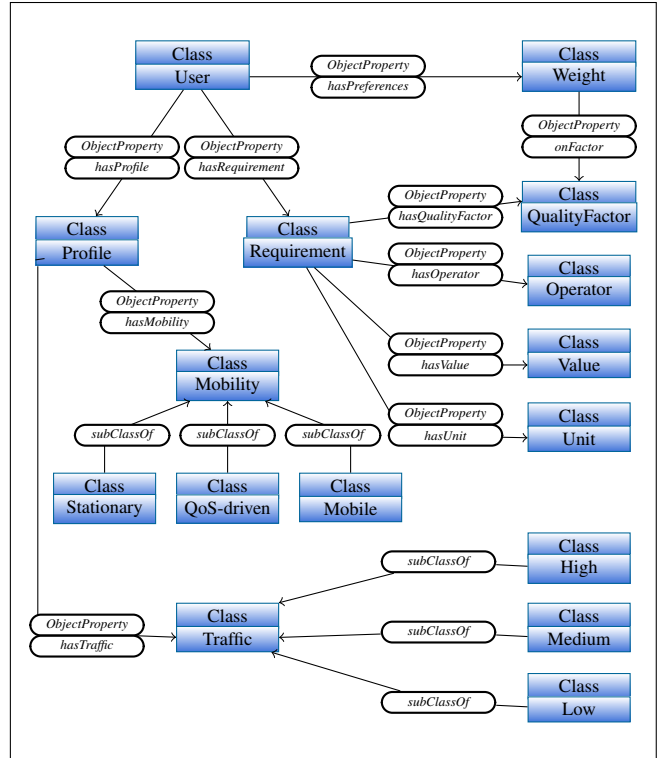 Class
User
ObjectProperty
hasPreferences
Class
Weight
ObjectProperty
hasProfile
ObjectProperty
hasRequirement
ObjectProperty
onFactor
Class
Profile
Class
Requirement
ObjectProperty
hasQualityFactor
Class
QualityFactor
ObjectProperty
hasOperator
Class
Operator
ObjectProperty
hasMobility
ObjectProperty
hasValue
Class
Value
Class
Mobility
ObjectProperty
hasUnit
Class
Unit
subClassOf
subClassOf
subClassOf
Class
Stationary
Class
QoS-driven
Class
Mobile
subClassOf
Class
High
ObjectProperty
hasTraffic
Class
Traffic
subClassOf
Class
Medium
subClassOf
Class
Low